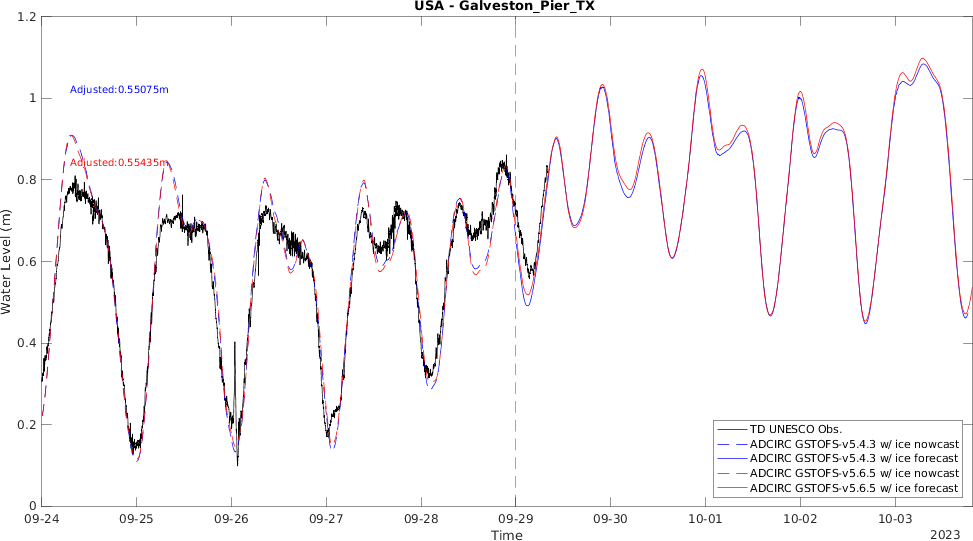 USA - Galveston_Pier_TX
1.2
1
0.8
0.6
0.4
0.2
0
Water Level (m)
Adjusted:0.55075m
Adjusted:0.55435m
TD UNESCO Obs.
ADCIRC GSTOFS-v5.4.3 w/ ice nowcast
ADCIRC GSTOFS-v5.4.3 w/ ice forecast
ADCIRC GSTOFS-v5.6.5 w/ ice nowcast
ADCIRC GSTOFS-v5.6.5 w/ ice forecast
09-24 09-25 09-26 09-27 09-28 09-29 09-30 10-01 10-02 10-03
Time
2023